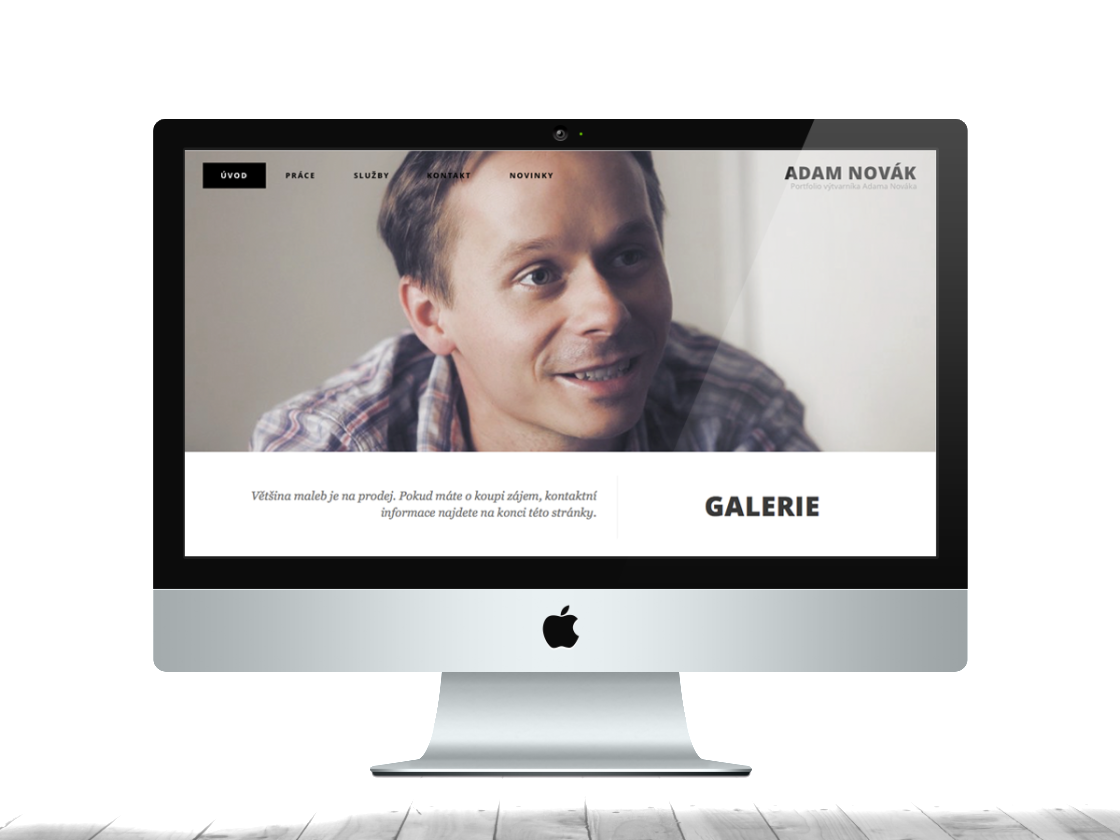 ÚVOD PRÁCE SLUŽBY KONTAKT NOVINKY
ADAM NOVÁK
Portfolio výtvarníka Adama Nováka
Většina maleb je na prodej. Pokud máte o koupi zájem, kontaktní
informace najdete na konci této stránky.
GALERIE